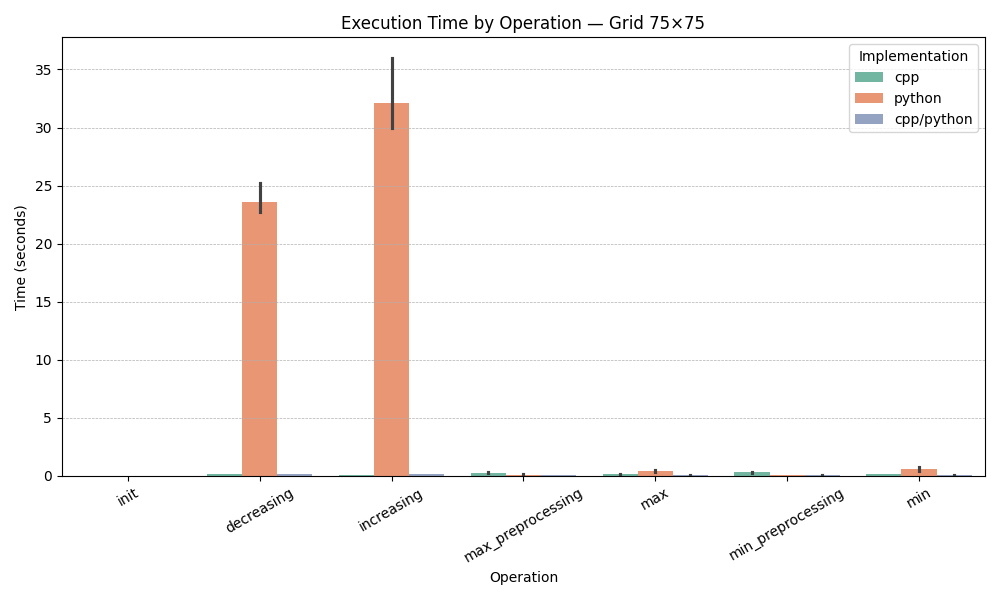 Execution Time by Operation — Grid 75×75
Implementation
cpp
python
cpp/python
35
30
25
20
15
10
5
0
Time (seconds)
init
decreasing
increasing
max_preprocessing
max
min_preprocessing
min
Operation